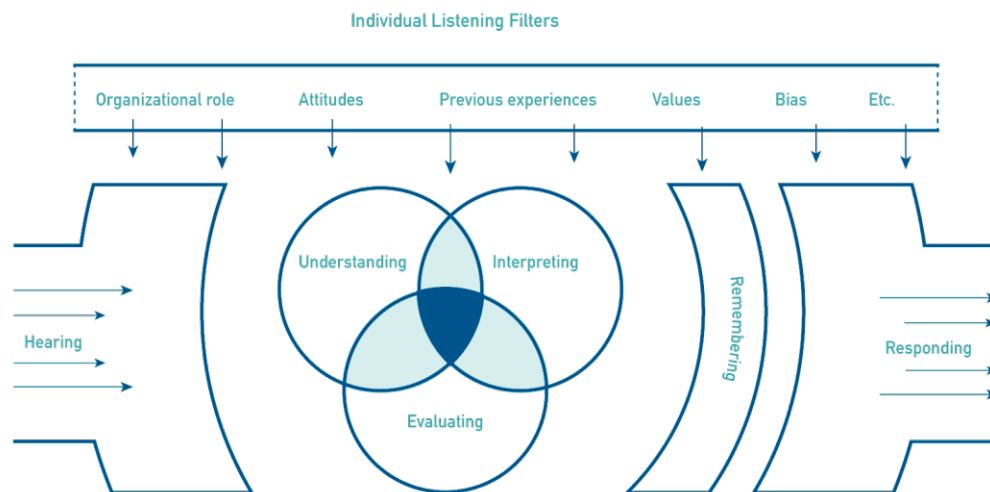 Individual Listening Filters
Organizational role Attitudes Previous experiences Values Bias Etc.
Understanding Interpreting
Remembering
Hearing Responding
Evaluating